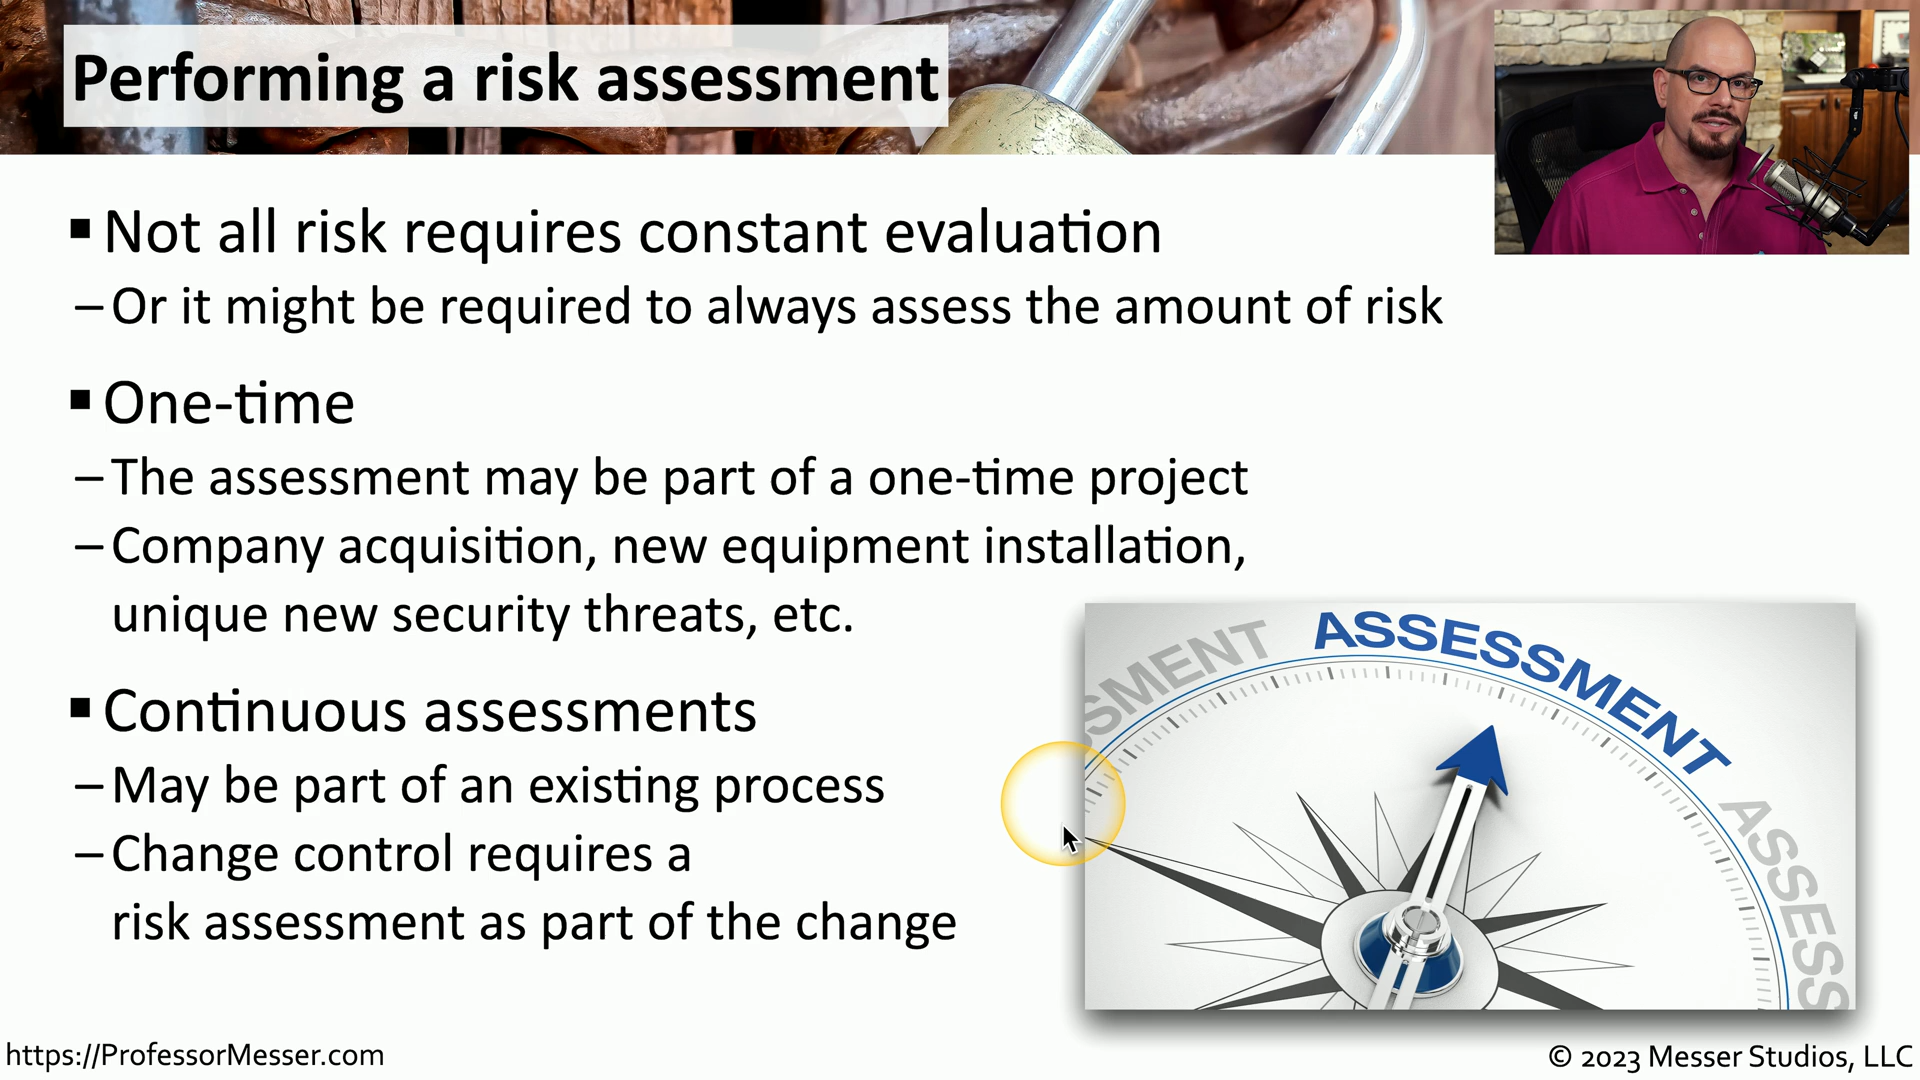 Performing a risk assessment
▪ Not all risk requires constant evaluation
– Or it might be required to always assess the amount of risk
▪ One-time
– The assessment may be part of a one-time project
– Company acquisition, new equipment installation,
unique new security threats, etc.
▪ Continuous assessments
– May be part of an existing process
– Change control requires a
risk assessment as part of the change
SMENT
ASSESSMENT
ASSESS
https://ProfessorMesser.com
© 2023 Messer Studios, LLC